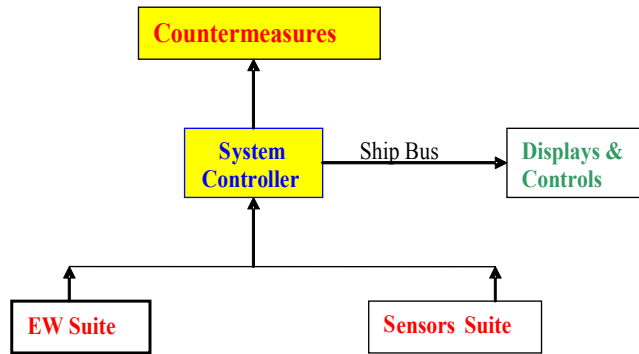 Countermeasures
System
Controller
Ship Bus
Displays &
Controls
EW Suite
Sensors Suite